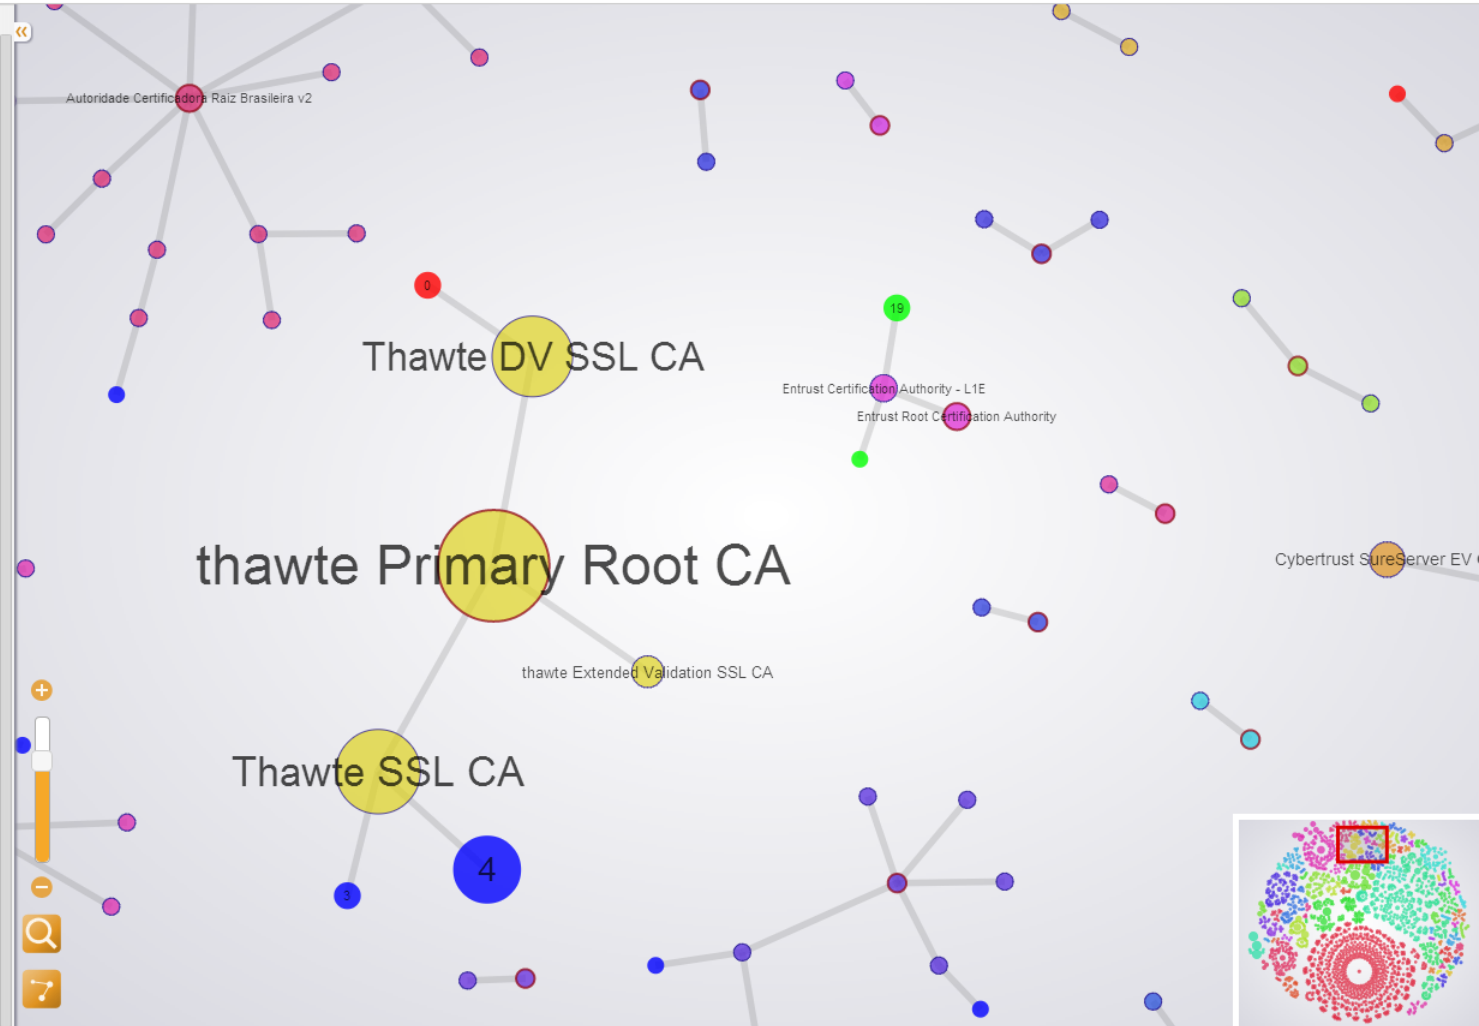 «
Autoridade Certificadora Raiz Brasileira v2
0
Thawte DV SSL CA
19
Entrust Certification Authority - L1E
Entrust Root Certification Authority
thawte Primary Root CA
Cybertrust SureServer EV
thawte Extended Validation SSL CA
Thawte SSL CA
4
3